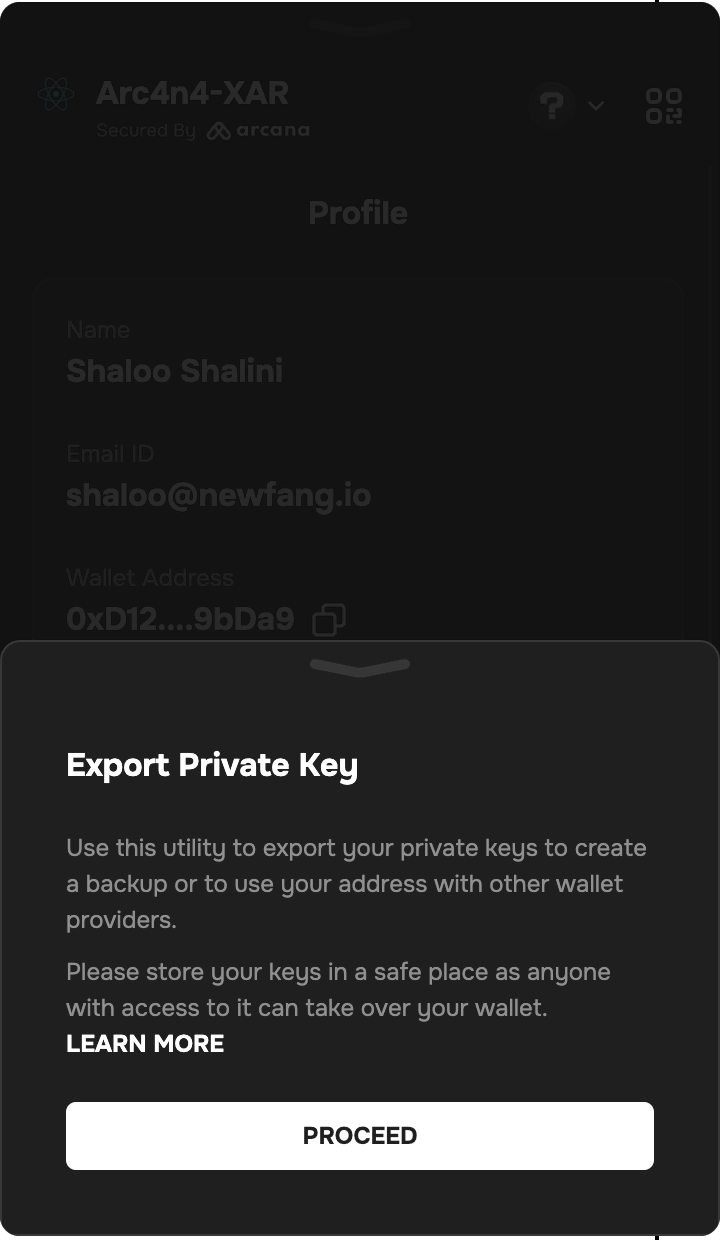 Arc4n4-XAR
Secured By arcana
?
Profile
Name
Shaloo Shalini
Email ID
shaloo@newfang.io
Wallet Address
0xD12....9bDa9
Export Private Key
Use this utility to export your private keys to create
a backup or to use your address with other wallet
providers.
Please store your keys in a safe place as anyone
with access to it can take over your wallet.
LEARN MORE
PROCEED